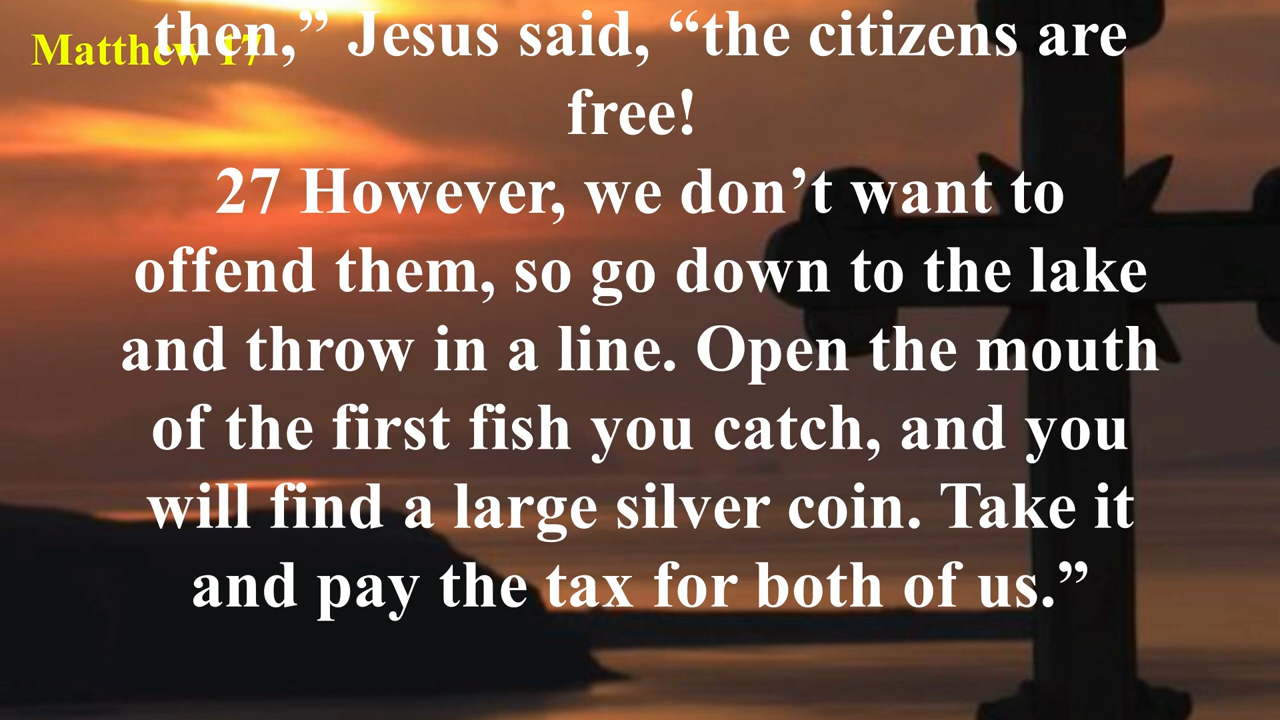 Matthew 17
then,” Jesus said, “the citizens are
free!
27 However, we don’t want to
offend them, so go down to the lake
and throw in a line. Open the mouth
of the first fish you catch, and you
will find a large silver coin. Take it
and pay the tax for both of us.”